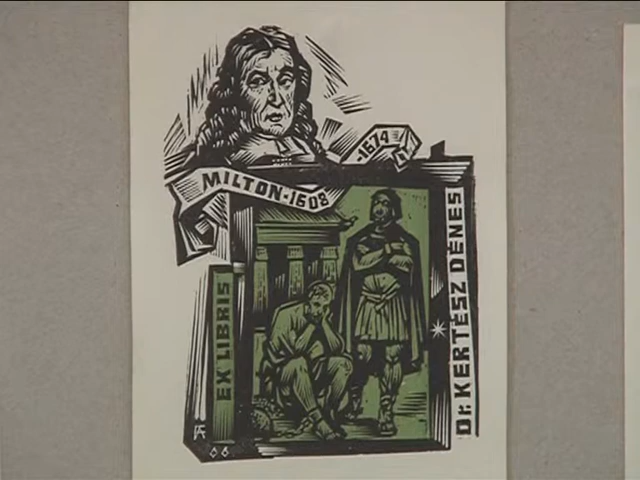 MILTON-1608
-1674
EX LIBRIS
Dr. KERTÉSZ DÉNES
66